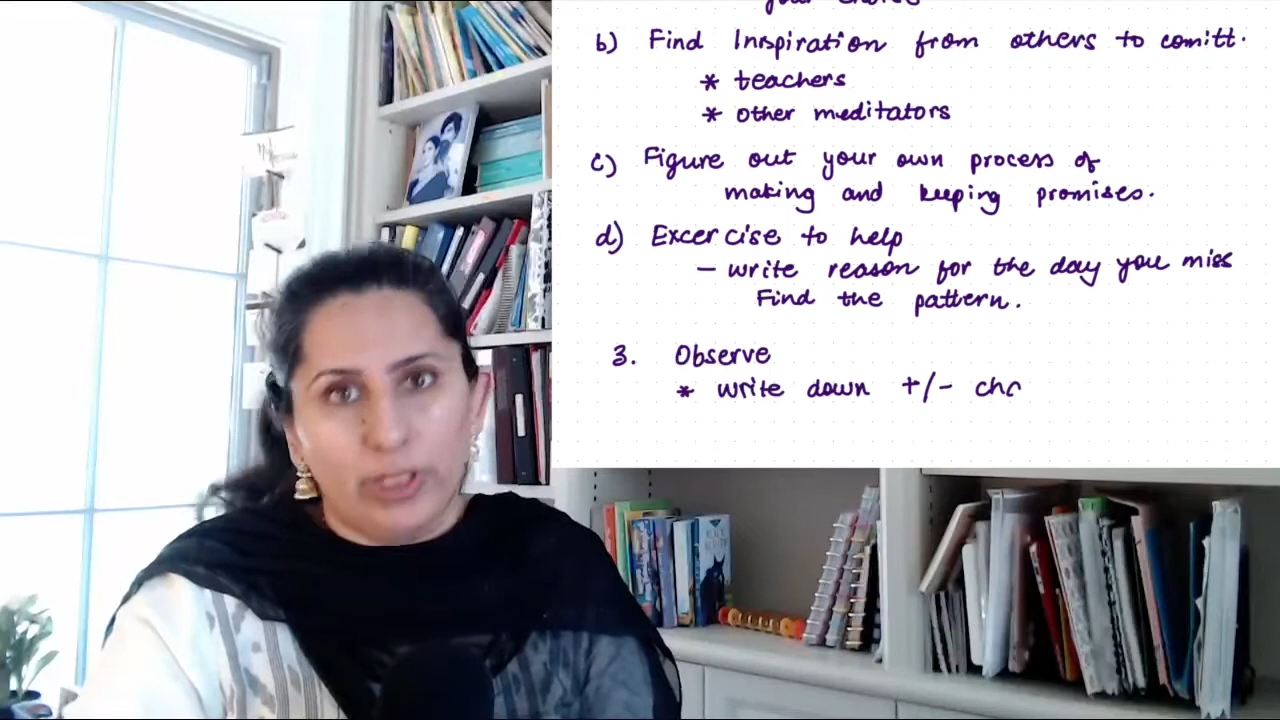 b) Find Inspiration from others to comitt.
* teachers
* other meditators
c) Figure out your own process of
making and keeping promises.
d) Excercise to help
- write reason for the day you miss
Find the pattern.
3. Observe
* write down +/- cha